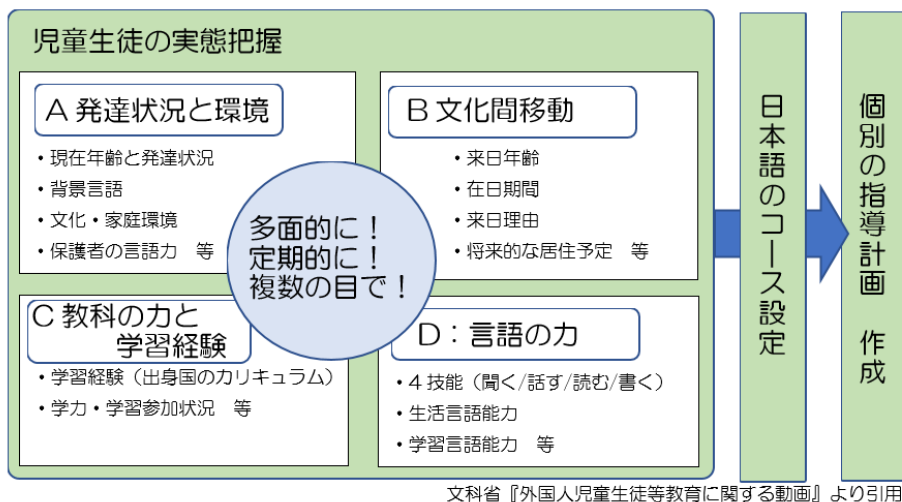 児童生徒の実態把握
A 発達状況と環境
・現在年齢と発達状況
・背景言語
・文化・家庭環境
・保護者の言語力 等
B 文化間移動
・来日年齢
・在日期間
・来日理由
・将来的な居住予定 等
多面的に！
定期的に！
複数の目で！
C 教科の力と
学習経験
・学習経験（出身国のカリキュラム）
・学力・学習参加状況 等
D：言語の力
・４技能（聞く/話す/読む/書く）
・生活言語能力
・学習言語能力 等
日本語のコース設定
個別の指導計画 作成
文科省『外国人児童生徒等教育に関する動画』より引用